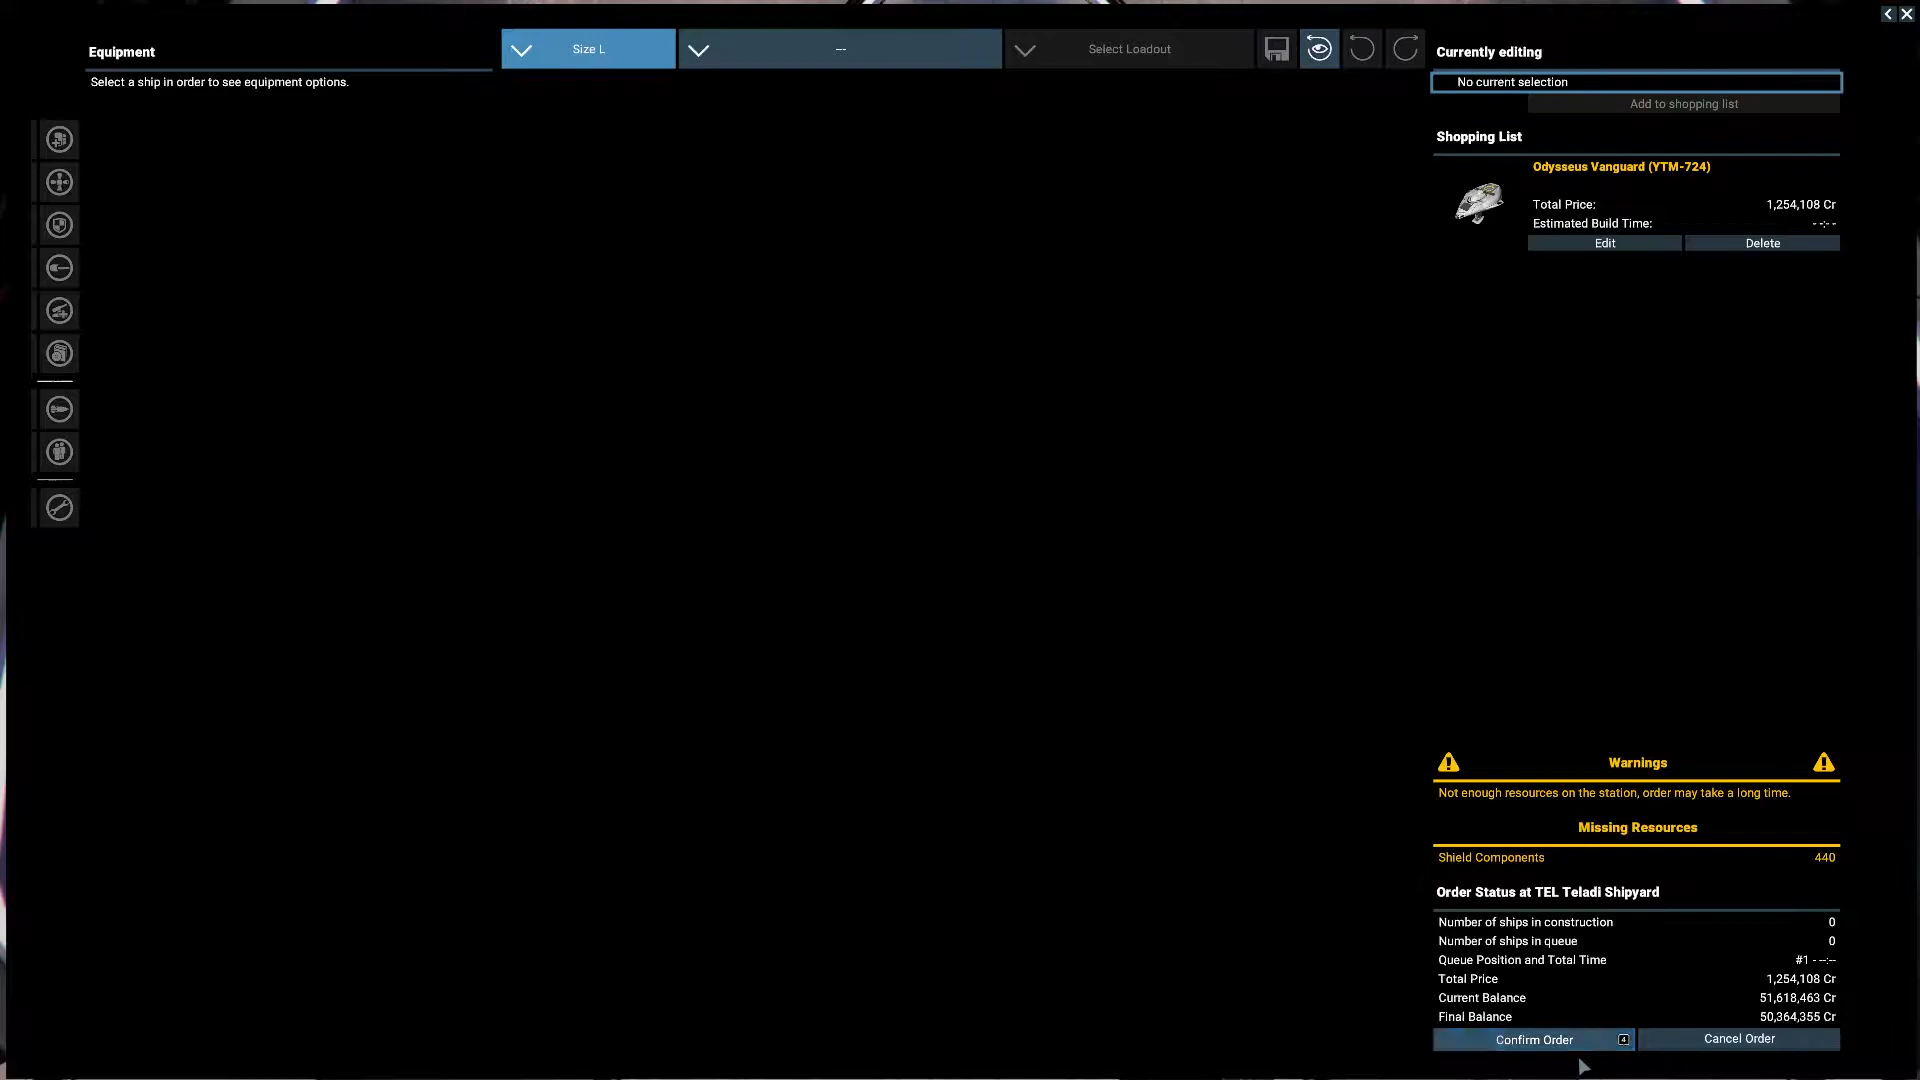 Equipment
Select a ship in order to see equipment options.
Size L
--
Select Loadout
Currently editing
No current selection
Add to shopping list
Shopping List
Odysseus Vanguard (YTM-724)
Total Price: 1,254,108 Cr
Estimated Build Time: --:--
Edit Delete
Warnings
Not enough resources on the station, order may take a long time.
Missing Resources
Shield Components 440
Order Status at TEL Teladi Shipyard
Number of ships in construction 0
Number of ships in queue 0
Queue Position and Total Time #1 - --:--
Total Price 1,254,108 Cr
Current Balance 51,618,463 Cr
Final Balance 50,364,355 Cr
Confirm Order 4 Cancel Order